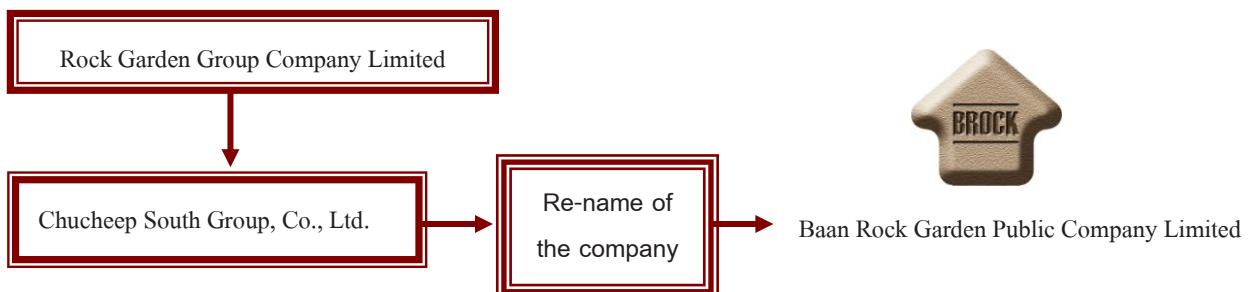 Rock Garden Group Company Limited
BROCK
Chucheep South Group, Co., Ltd.
Re-name of
the company
Baan Rock Garden Public Company Limited